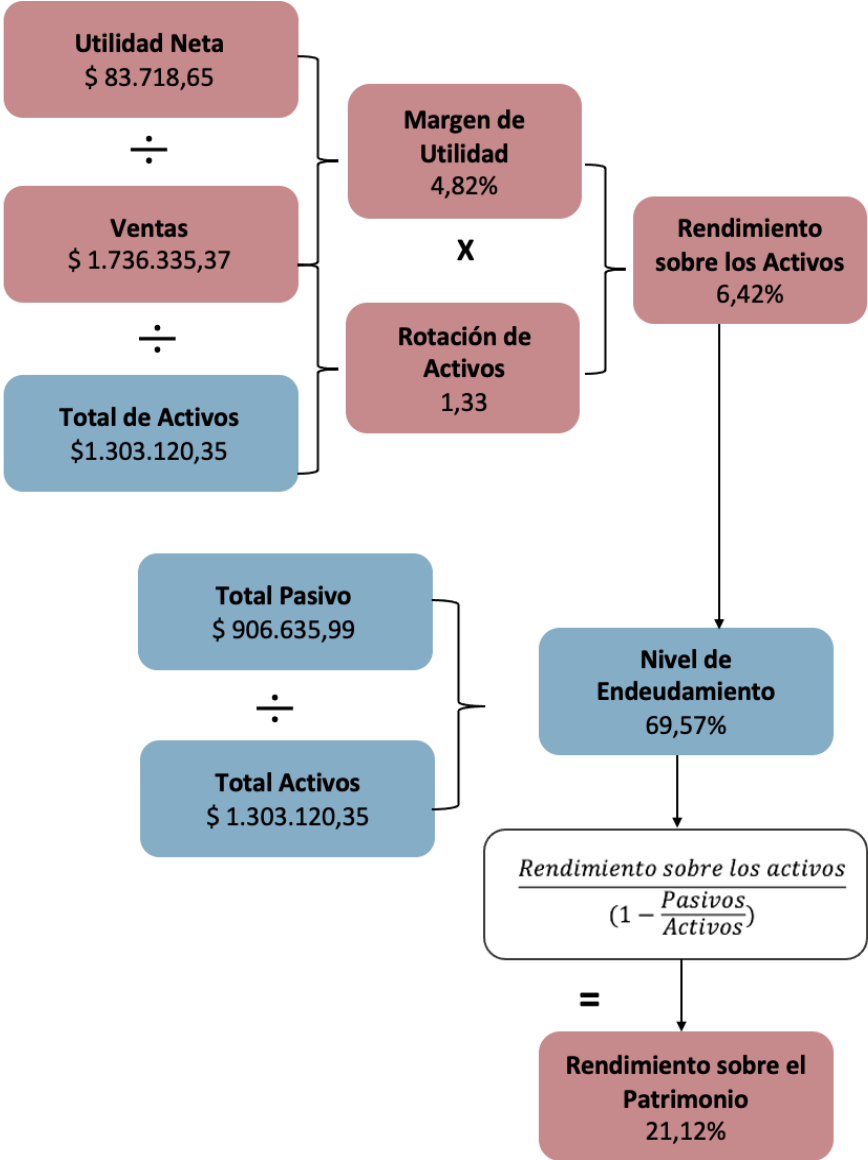 Utilidad Neta
$ 83.718,65
÷
Ventas
$ 1.736.335,37
÷
Total de Activos
$1.303.120,35
Margen de
Utilidad
4,82%
X
Rotación de
Activos
1,33
Rendimiento
sobre los Activos
6,42%
Total Pasivo
$ 906.635,99
÷
Total Activos
$ 1.303.120,35
Nivel de
Endeudamiento
69,57%
Rendimiento sobre los activos
(1 − Pasivos
Activos)
=
Rendimiento sobre el
Patrimonio
21,12%